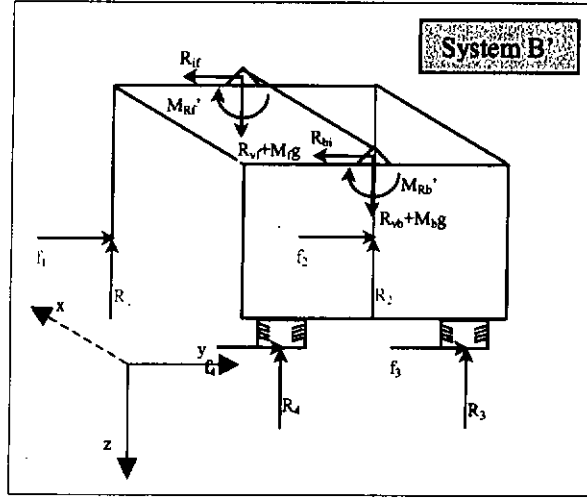 System B'
R_if
M_Rf'
R_vf+M_fg
R_bi
M_Rb'
R_vb+M_bg
f_1
f_2
R
R_2
x
y
f_4
f_3
R_4
R_3
z